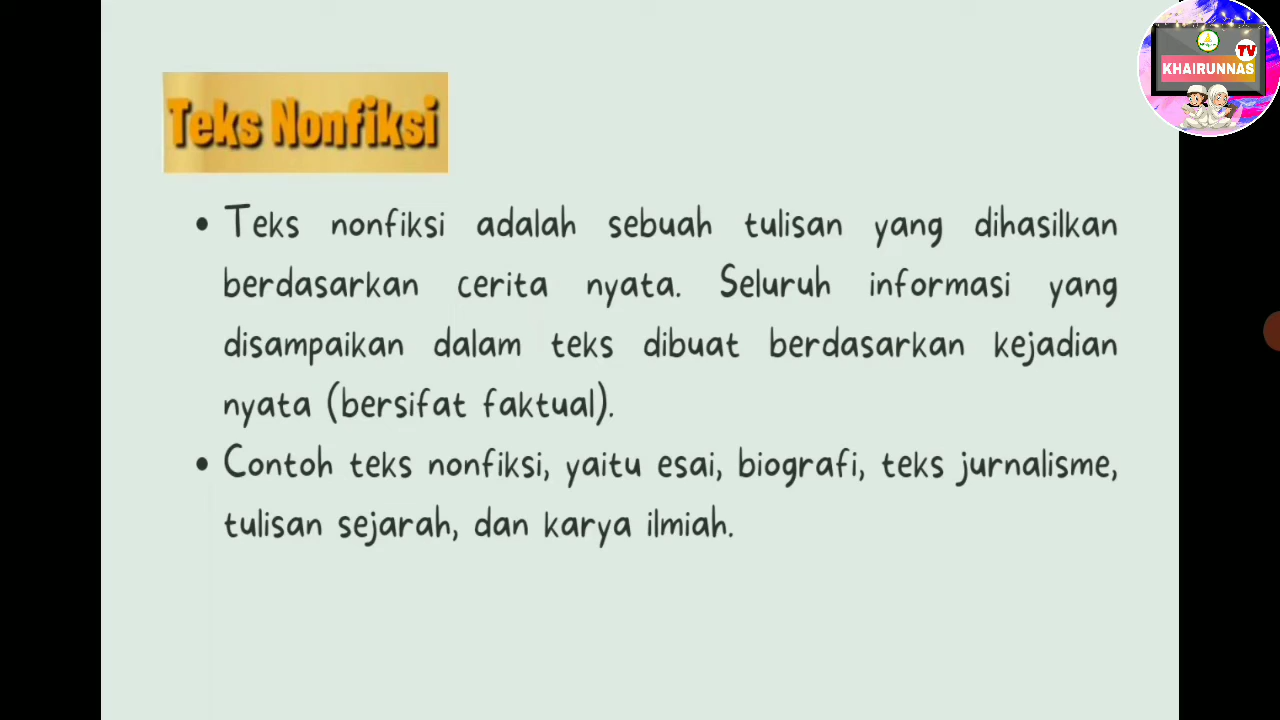 TV
KHAIRUNNAS
Teks Nonfiksi
• Teks nonfiksi adalah sebuah tulisan yang dihasilkan
berdasarkan cerita nyata. Seluruh informasi yang
disampaikan dalam teks dibuat berdasarkan kejadian
nyata (bersifat faktual).
• Contoh teks nonfiksi, yaitu esai, biografi, teks jurnalisme,
tulisan sejarah, dan karya ilmiah.